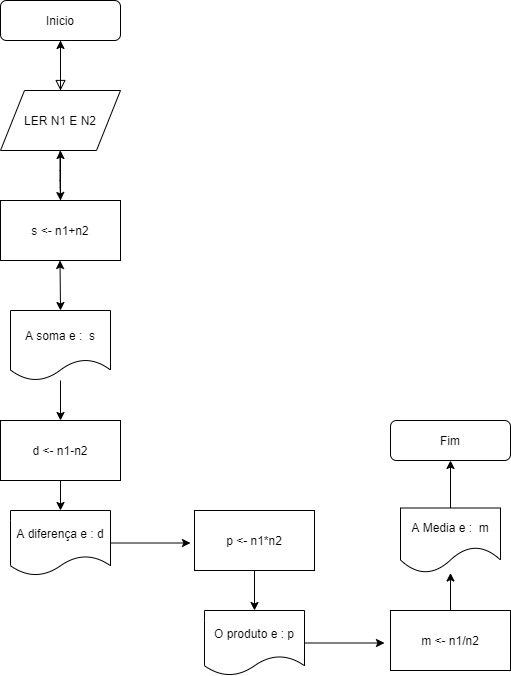 Inicio
LER N1 E N2
s <- n1+n2
A soma e :  s
d <- n1-n2
A diferença e : d
p <- n1*n2
O produto e : p
m <- n1/n2
A Media e :  m
Fim